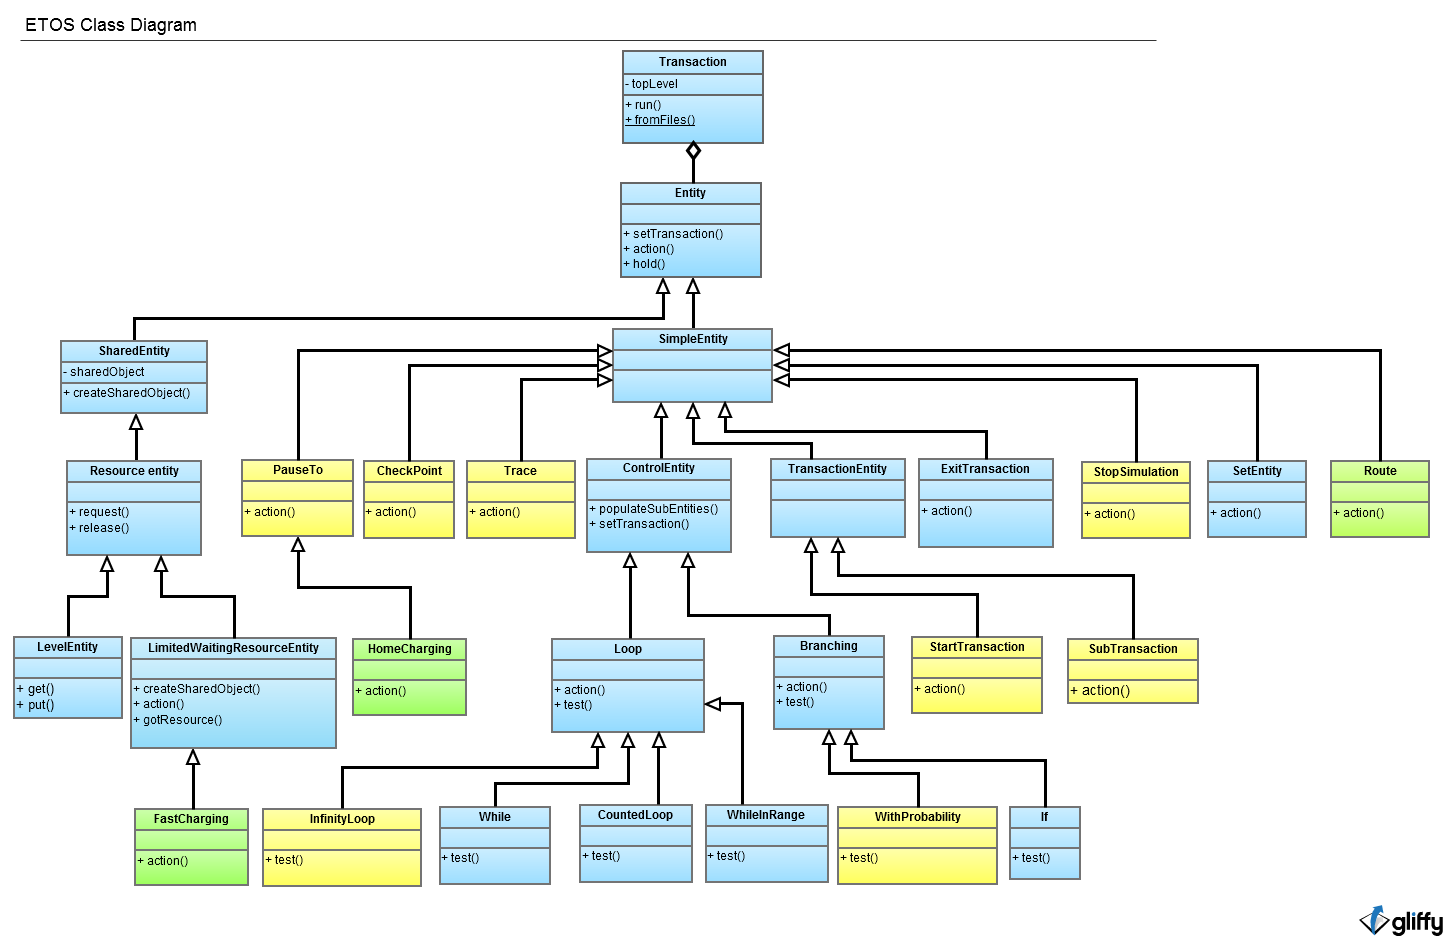 ETOS Class Diagram
Transaction
- topLevel
+ run()
+ fromFiles()
Entity
+ setTransaction()
+ action()
+ hold()
SharedEntity
- sharedObject
+ createSharedObject()
SimpleEntity
Resource entity
+ request()
+ release()
PauseTo
+ action()
CheckPoint
+ action()
Trace
+ action()
ControlEntity
+ populateSubEntities()
+ setTransaction()
TransactionEntity
ExitTransaction
+ action()
StopSimulation
+ action()
SetEntity
+ action()
Route
+ action()
LevelEntity
+ get()
+ put()
LimitedWaitingResourceEntity
+ createSharedObject()
+ action()
+ gotResource()
HomeCharging
+ action()
Loop
+ action()
+ test()
Branching
+ action()
+ test()
StartTransaction
+ action()
SubTransaction
+ action()
FastCharging
+ action()
InfinityLoop
+ test()
While
+ test()
CountedLoop
+ test()
WhileInRange
+ test()
WithProbability
+ test()
If
+ test()
gliffy